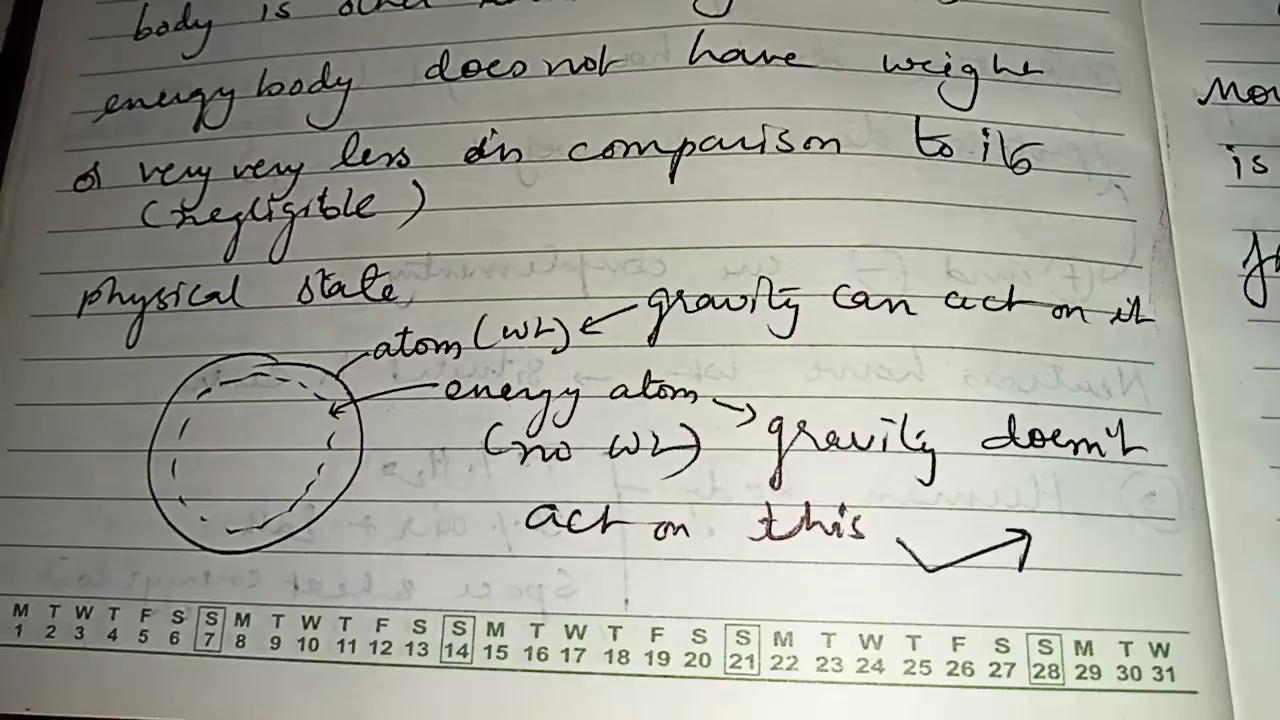 body is other
energy body does not have weight
or very very less in comparison to it's
(negligible)
physical state,
atom (wt) ← gravity can act on it
energy atom → gravity doesn't
(no wt)
act on this
M T W T F S S M T W T F S S M T W T F S S M T W T F S S M T W
1 2 3 4 5 6 7 8 9 10 11 12 13 14 15 16 17 18 19 20 21 22 23 24 25 26 27 28 29 30 31
is